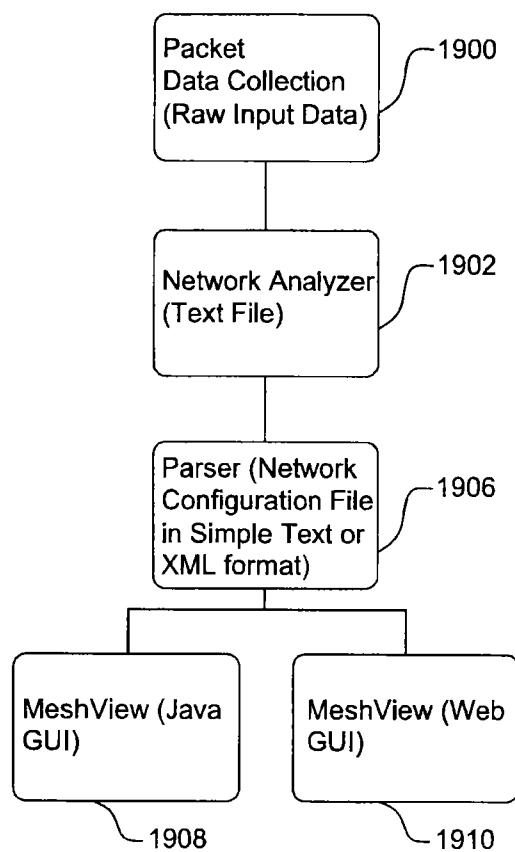 Packet
Data Collection
(Raw Input Data)
1900
Network Analyzer
(Text File)
1902
Parser (Network
Configuration File
in Simple Text or
XML format)
1906
MeshView (Java
GUI)
1908
MeshView (Web
GUI)
1910